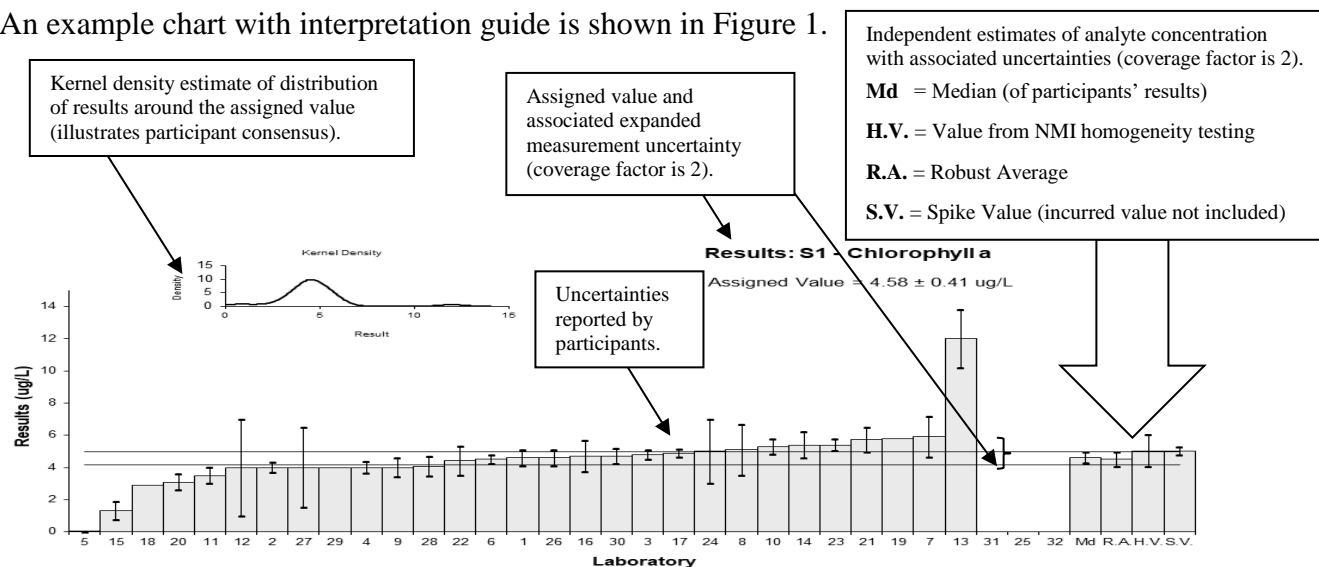 An example chart with interpretation guide is shown in Figure 1.
Kernel density estimate of distribution
of results around the assigned value
(illustrates participant consensus).
Assigned value and
associated expanded
measurement uncertainty
(coverage factor is 2).
Independent estimates of analyte concentration
with associated uncertainties (coverage factor is 2).
Md = Median (of participants' results)
H.V. = Value from NMI homogeneity testing
R.A. = Robust Average
S.V. = Spike Value (incurred value not included)
Results: S1 - Chlorophyll a
Assigned Value = 4.58 ± 0.41 ug/L
Kernel Density
Density
15
10
5
0
0 5 10 15
Result
Uncertainties
reported by
participants.
Results (ug/L)
14
12
10
8
6
4
2
0
5 15 18 20 11 12 2 27 29 4 9 28 22 6 1 26 16 30 3 17 24 8 10 14 23 21 19 7 13 31 25 32 Md R.A. H.V. S.V.
Laboratory